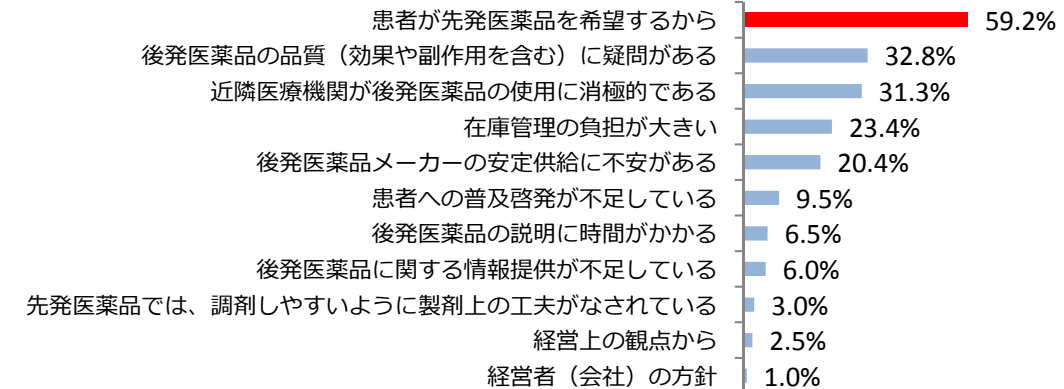 患者が先発医薬品を希望するから 59.2%
後発医薬品の品質（効果や副作用を含む）に疑問がある 32.8%
近隣医療機関が後発医薬品の使用に消極的である 31.3%
在庫管理の負担が大きい 23.4%
後発医薬品メーカーの安定供給に不安がある 20.4%
患者への普及啓発が不足している 9.5%
後発医薬品の説明に時間がかかる 6.5%
後発医薬品に関する情報提供が不足している 6.0%
先発医薬品では、調剤しやすいように製剤上の工夫がなされている 3.0%
経営上の観点から 2.5%
経営者（会社）の方針 1.0%